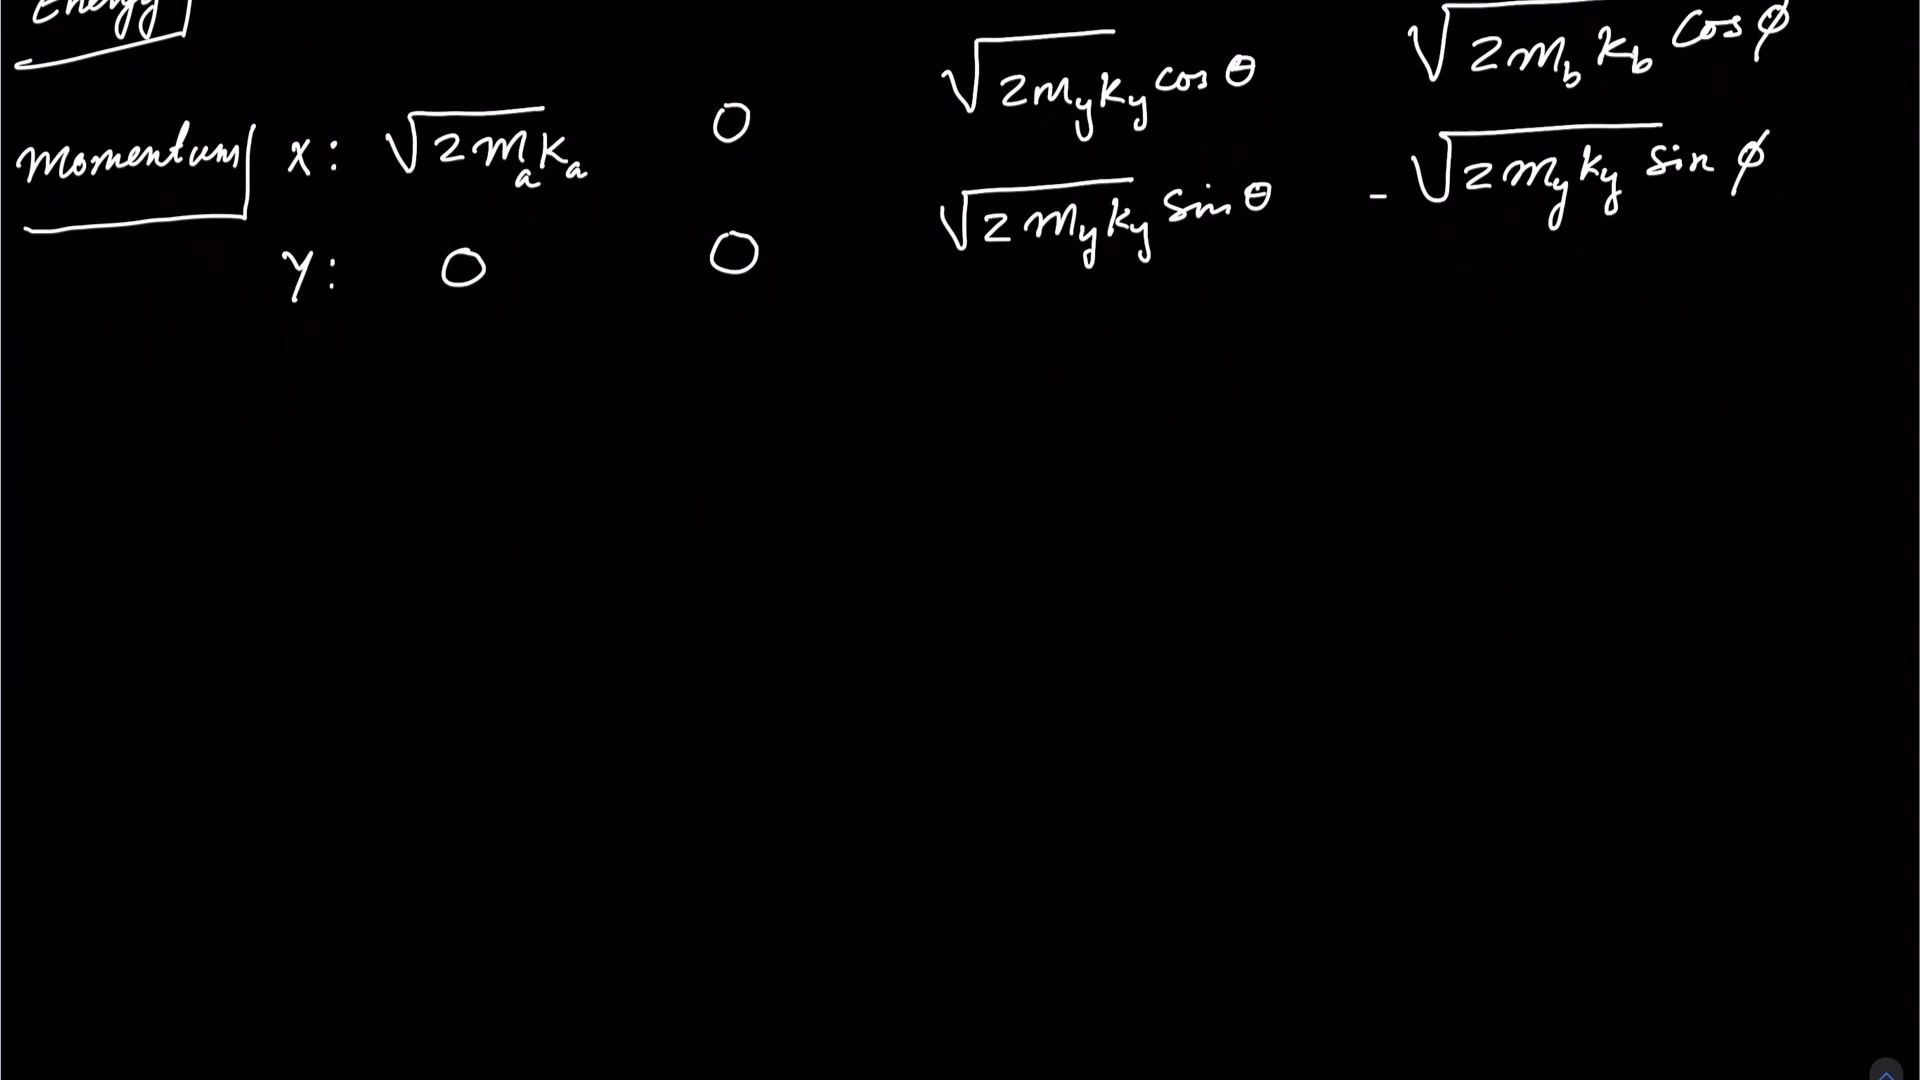 Energy
√2m_b k_b cos φ
√2m_y k_y cos θ
Momentum x: √2m_a k_a 0
- √2m_y k_y sin φ
√2m_y k_y sin θ
y: 0 0